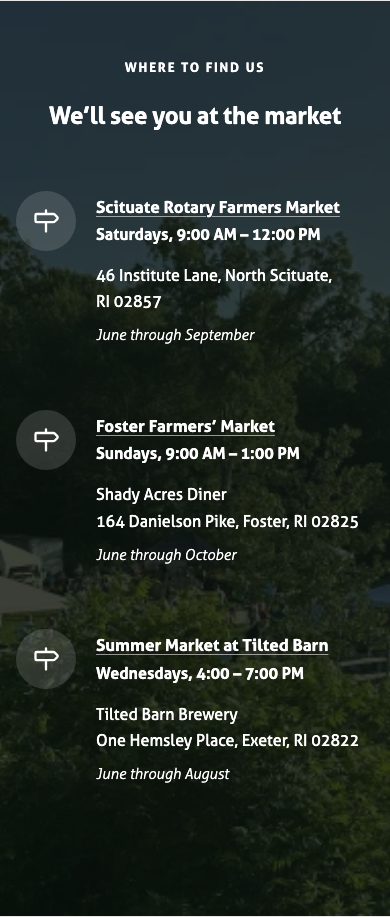 WHERE TO FIND US
We’ll see you at the market
Scituate Rotary Farmers Market
Saturdays, 9:00 AM – 12:00 PM
46 Institute Lane, North Scituate,
RI 02857
June through September
Foster Farmers’ Market
Sundays, 9:00 AM – 1:00 PM
Shady Acres Diner
164 Danielson Pike, Foster, RI 02825
June through October
Summer Market at Tilted Barn
Wednesdays, 4:00 – 7:00 PM
Tilted Barn Brewery
One Hemsley Place, Exeter, RI 02822
June through August